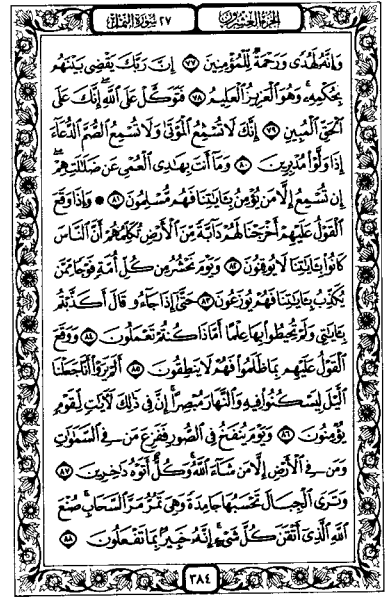 الجزء العشرون ٢٧ سورة النمل
وَإِنَّهُۥ لَهُدًى وَرَحْمَةٌ لِّلْمُؤْمِنِينَ ٧٧ إِنَّ رَبَّكَ يَقْضِى بَيْنَهُم
بِحُكْمِهِۦ وَهُوَ ٱلْعَزِيزُ ٱلْعَلِيمُ ٧٨ فَتَوَكَّلْ عَلَى ٱللَّهِ إِنَّكَ عَلَى
ٱلْحَقِّ ٱلْمُبِينِ ٧٩ إِنَّكَ لَا تُسْمِعُ ٱلْمَوْتَىٰ وَلَا تُسْمِعُ ٱلصُّمَّ ٱلدُّعَآءَ
إِذَا وَلَّوْا۟ مُدْبِرِينَ ٨٠ وَمَآ أَنتَ بِهَـٰدِى ٱلْعُمْىِ عَن ضَلَـٰلَتِهِمْ
إِن تُسْمِعُ إِلَّا مَن يُؤْمِنُ بِـَٔايَـٰتِنَا فَهُم مُّسْلِمُونَ ٨١ ۞ وَإِذَا وَقَعَ
ٱلْقَوْلُ عَلَيْهِمْ أَخْرَجْنَا لَهُمْ دَآبَّةً مِّنَ ٱلْأَرْضِ تُكَلِّمُهُمْ أَنَّ ٱلنَّاسَ
كَانُوا۟ بِـَٔايَـٰتِنَا لَا يُوقِنُونَ ٨٢ وَيَوْمَ نَحْشُرُ مِن كُلِّ أُمَّةٍ فَوْجًا مِّمَّن
يُكَذِّبُ بِـَٔايَـٰتِنَا فَهُمْ يُوزَعُونَ ٨٣ حَتَّىٰٓ إِذَا جَآءُو قَالَ أَكَذَّبْتُم
بِـَٔايَـٰتِى وَلَمْ تُحِيطُوا۟ بِهَا عِلْمًا أَمَّاذَا كُنتُمْ تَعْمَلُونَ ٨٤ وَوَقَعَ
ٱلْقَوْلُ عَلَيْهِم بِمَا ظَلَمُوا۟ فَهُمْ لَا يَنطِقُونَ ٨٥ أَلَمْ يَرَوْا۟ أَنَّا جَعَلْنَا
ٱلَّيْلَ لِيَسْكُنُوا۟ فِيهِ وَٱلنَّهَارَ مُبْصِرًا إِنَّ فِى ذَٰلِكَ لَـَٔايَـٰتٍ لِّقَوْمٍ
يُؤْمِنُونَ ٨٦ وَيَوْمَ يُنفَخُ فِى ٱلصُّورِ فَفَزِعَ مَن فِى ٱلسَّمَـٰوَٰتِ
وَمَن فِى ٱلْأَرْضِ إِلَّا مَن شَآءَ ٱللَّهُ وَكُلٌّ أَتَوْهُ دَٰخِرِينَ ٨٧
وَتَرَى ٱلْجِبَالَ تَحْسَبُهَا جَامِدَةً وَهِىَ تَمُرُّ مَرَّ ٱلسَّحَابِ صُنْعَ
ٱللَّهِ ٱلَّذِىٓ أَتْقَنَ كُلَّ شَىْءٍ إِنَّهُۥ خَبِيرٌۢ بِمَا تَفْعَلُونَ ٨٨
٣٨٤